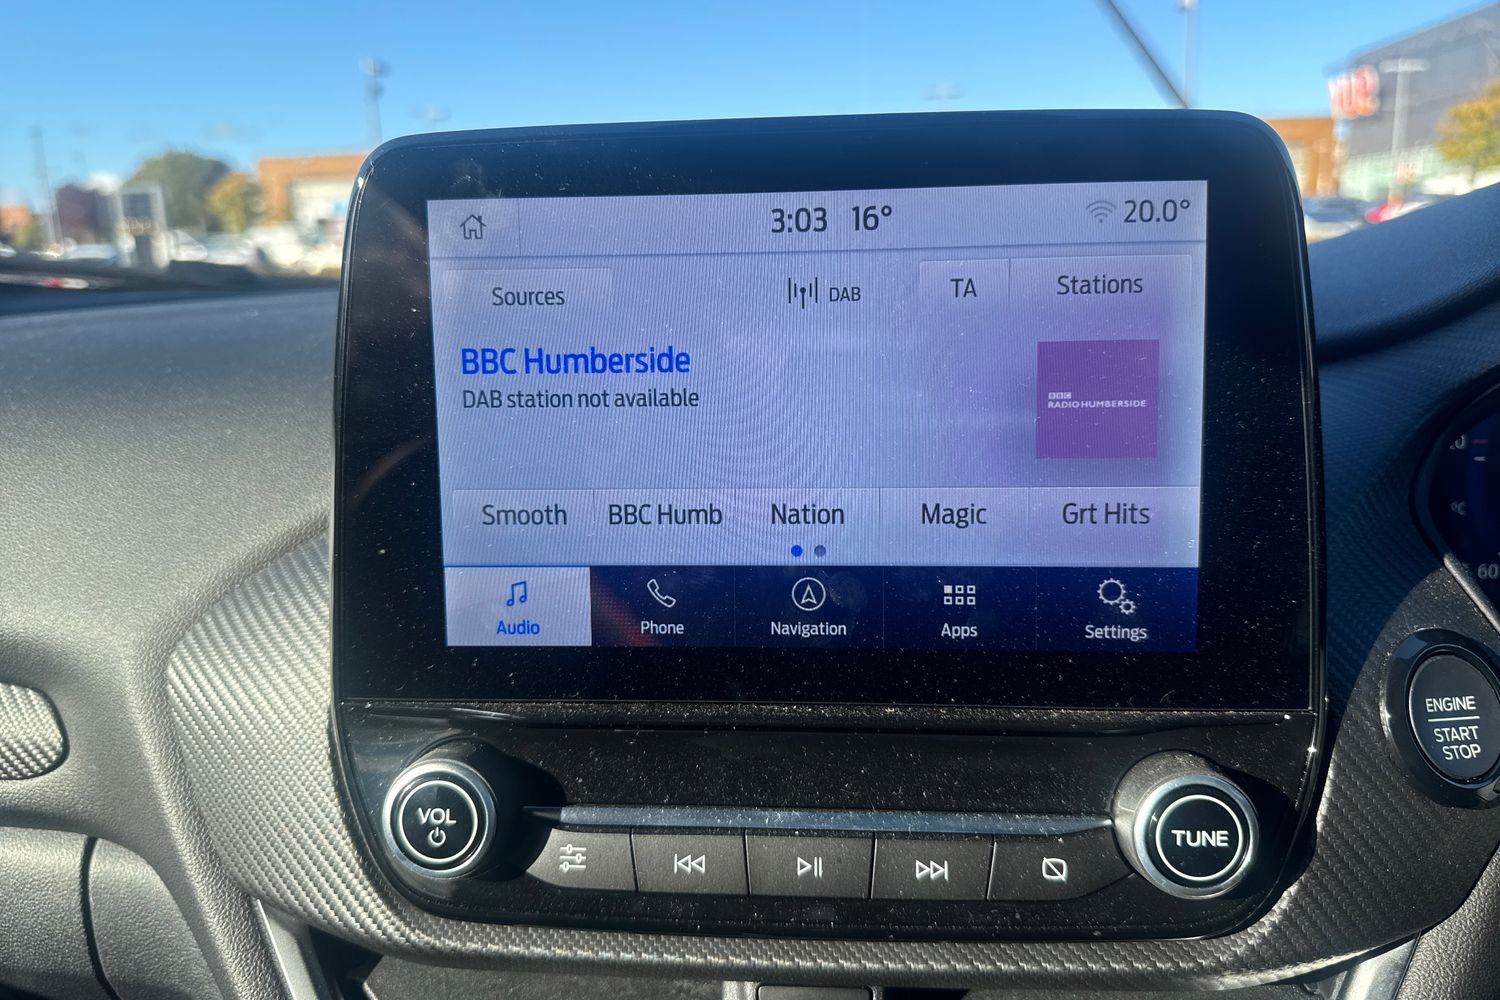 3:03 16° 20.0°
Sources DAB TA Stations
BBC Humberside
DAB station not available
BBC
RADIO HUMBERSIDE
Smooth BBC Humb Nation Magic Grt Hits
Audio Phone Navigation Apps Settings
VOL
TUNE
ENGINE
START
STOP
60